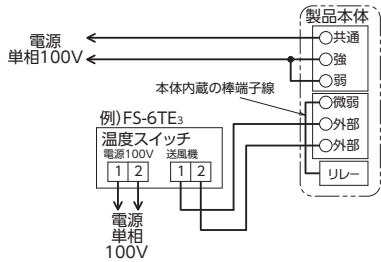 製品本体
電源
単相100V
共通
強
弱
本体内蔵の棒端子線
微弱
外部
外部
リレー
例)FS-6TE₃
温度スイッチ
電源100V 送風機
1 2 1 2
電源
単相
100V